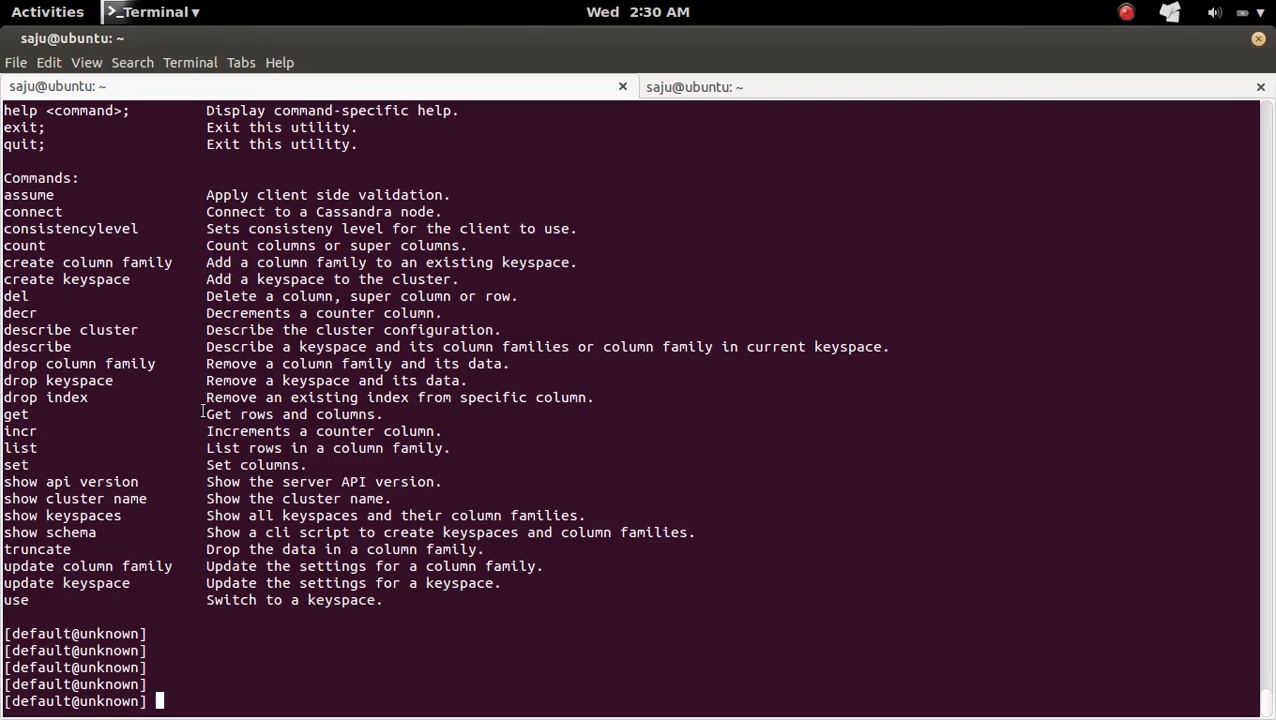 Activities
>_Terminal ▾
Wed 2:30 AM
saju@ubuntu: ~
File Edit View Search Terminal Tabs Help
saju@ubuntu: ~
saju@ubuntu: ~
help <command>; Display command-specific help.
exit; Exit this utility.
quit; Exit this utility.
Commands:
assume Apply client side validation.
connect Connect to a Cassandra node.
consistencylevel Sets consisteny level for the client to use.
count Count columns or super columns.
create column family Add a column family to an existing keyspace.
create keyspace Add a keyspace to the cluster.
del Delete a column, super column or row.
decr Decrements a counter column.
describe cluster Describe the cluster configuration.
describe Describe a keyspace and its column families or column family in current keyspace.
drop column family Remove a column family and its data.
drop keyspace Remove a keyspace and its data.
drop index Remove an existing index from specific column.
get Get rows and columns.
incr Increments a counter column.
list List rows in a column family.
set Set columns.
show api version Show the server API version.
show cluster name Show the cluster name.
show keyspaces Show all keyspaces and their column families.
show schema Show a cli script to create keyspaces and column families.
truncate Drop the data in a column family.
update column family Update the settings for a column family.
update keyspace Update the settings for a keyspace.
use Switch to a keyspace.
[default@unknown]
[default@unknown]
[default@unknown]
[default@unknown]
[default@unknown]